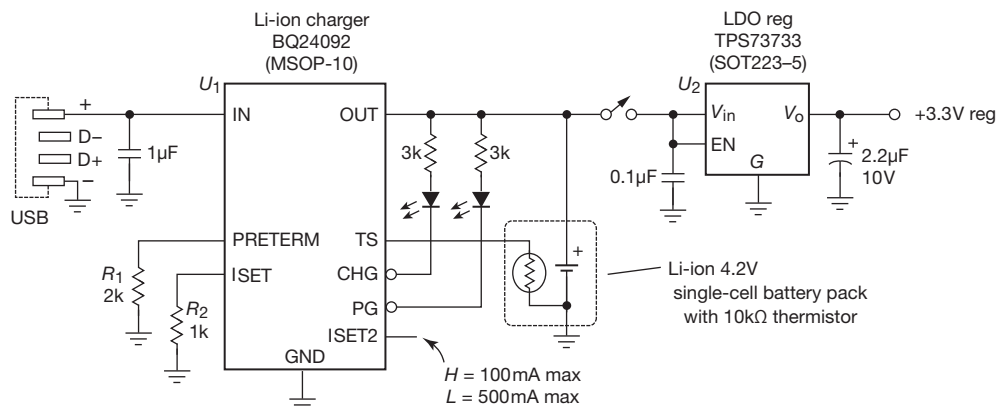 Li-ion charger
BQ24092
(MSOP-10)
LDO reg
TPS73733
(SOT223–5)
U1
U2
+
D−
D+
−
USB
1µF
IN
OUT
PRETERM
TS
ISET
CHG
PG
ISET2
GND
R1
2k
R2
1k
3k
3k
+
Vin
EN
Vo
G
0.1µF
+3.3V reg
+
2.2µF
10V
Li-ion 4.2V
single-cell battery pack
with 10kΩ thermistor
H = 100mA max
L = 500mA max